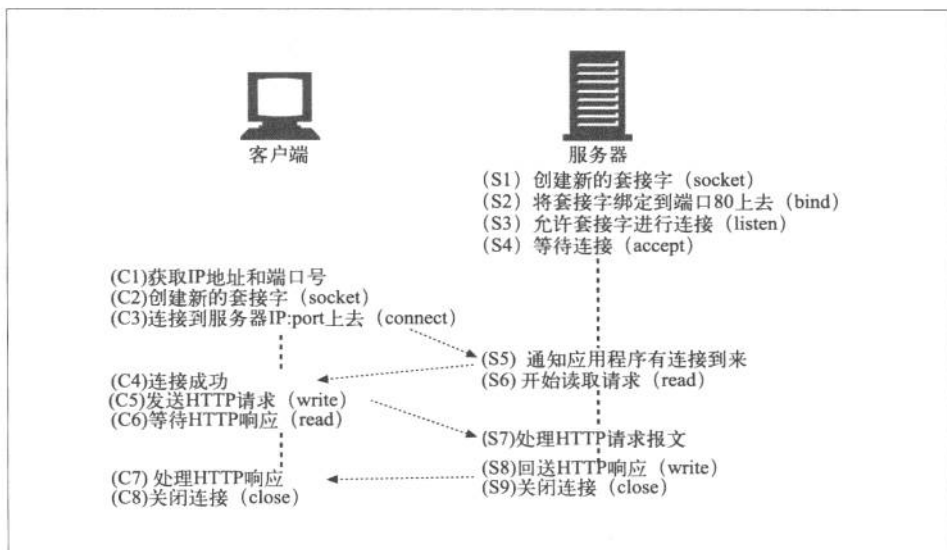 客户端
服务器
(S1) 创建新的套接字 (socket)
(S2) 将套接字绑定到端口80上去 (bind)
(S3) 允许套接字进行连接 (listen)
(S4) 等待连接 (accept)
(C1)获取IP地址和端口号
(C2)创建新的套接字 (socket)
(C3)连接到服务器IP:port上去 (connect)
(S5) 通知应用程序有连接到来
(S6) 开始读取请求 (read)
(C4)连接成功
(C5)发送HTTP请求 (write)
(C6)等待HTTP响应 (read)
(S7)处理HTTP请求报文
(S8)回送HTTP响应 (write)
(S9)关闭连接 (close)
(C7) 处理HTTP响应
(C8)关闭连接 (close)